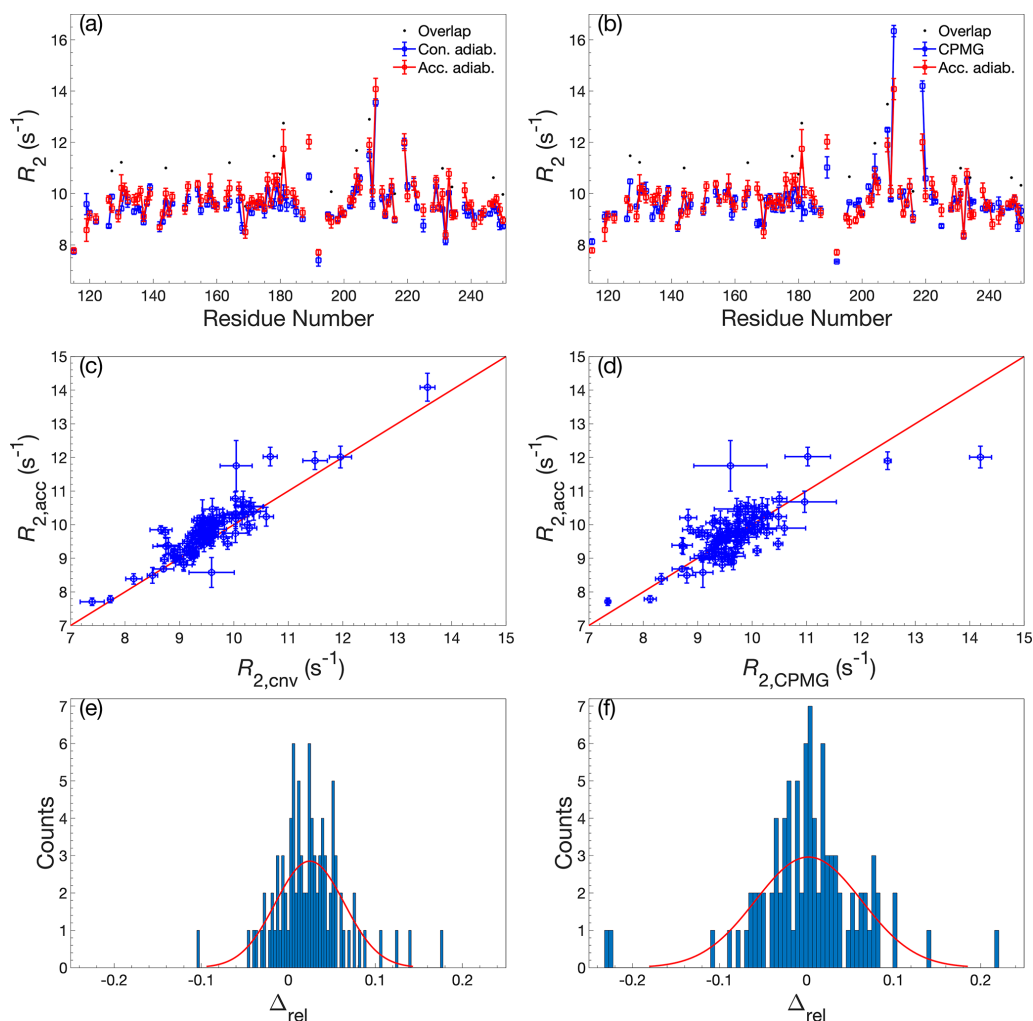 (a)
Overlap
Con. adiab.
Acc. adiab.
R2 (s-1)
16
14
12
10
8
120 140 160 180 200 220 240
Residue Number
(b)
Overlap
CPMG
Acc. adiab.
R2 (s-1)
16
14
12
10
8
120 140 160 180 200 220 240
Residue Number
(c)
R2,acc (s-1)
15
14
13
12
11
10
9
8
7
7 8 9 10 11 12 13 14 15
R2,cnv (s-1)
(d)
R2,acc (s-1)
15
14
13
12
11
10
9
8
7
7 8 9 10 11 12 13 14 15
R2,CPMG (s-1)
(e)
Counts
7
6
5
4
3
2
1
0
-0.2 -0.1 0 0.1 0.2
Δrel
(f)
Counts
7
6
5
4
3
2
1
0
-0.2 -0.1 0 0.1 0.2
Δrel